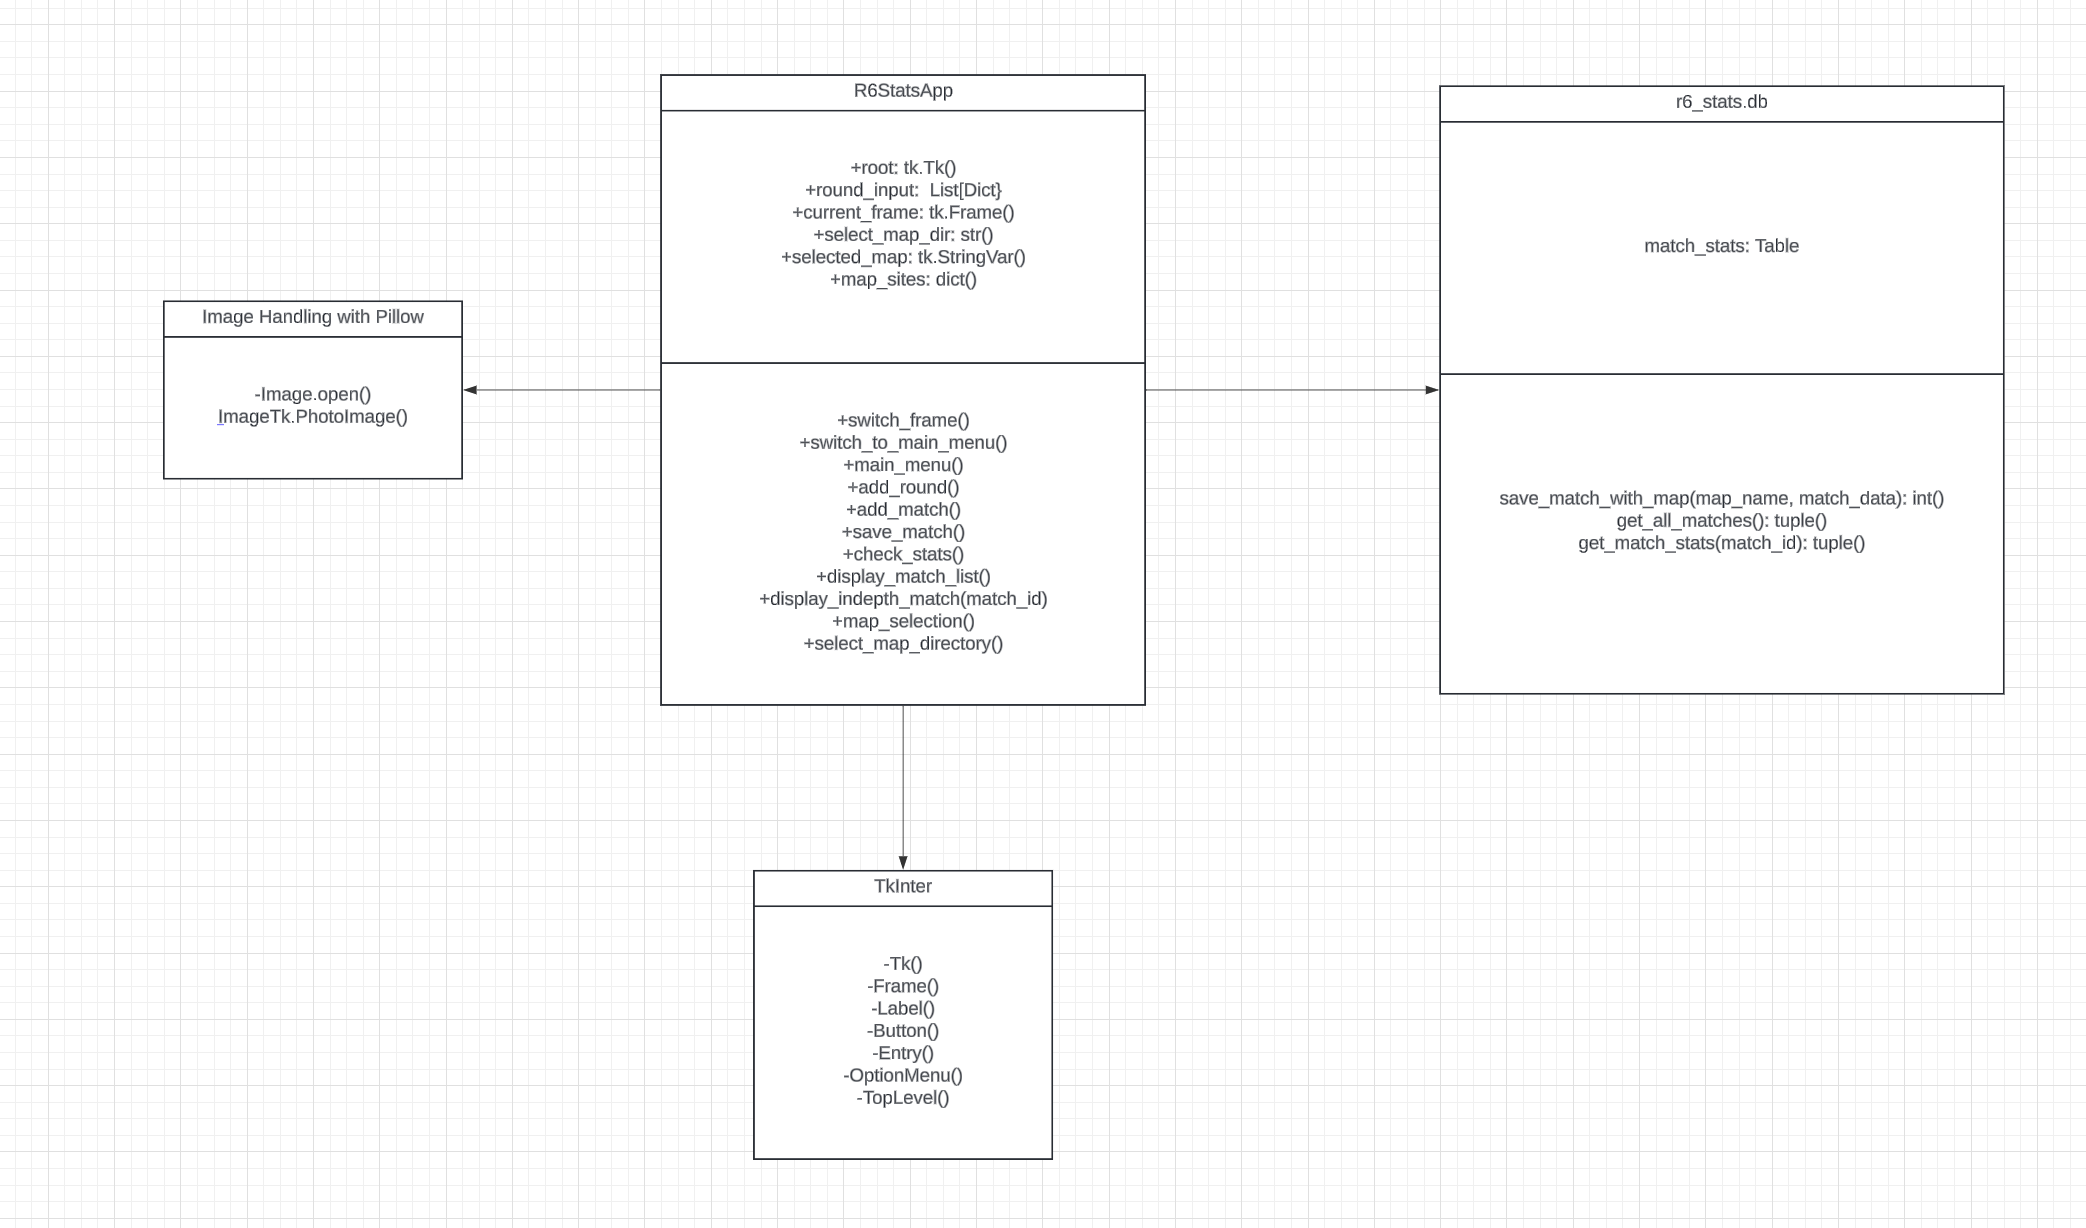 R6StatsApp
+root: tk.Tk()
+round_input:  List[Dict}
+current_frame: tk.Frame()
+select_map_dir: str()
+selected_map: tk.StringVar()
+map_sites: dict()
+switch_frame()
+switch_to_main_menu()
+main_menu()
+add_round()
+add_match()
+save_match()
+check_stats()
+display_match_list()
+display_indepth_match(match_id)
+map_selection()
+select_map_directory()
r6_stats.db
match_stats: Table
save_match_with_map(map_name, match_data): int()
get_all_matches(): tuple()
get_match_stats(match_id): tuple()
Image Handling with Pillow
-Image.open()
ImageTk.PhotoImage()
TkInter
-Tk()
-Frame()
-Label()
-Button()
-Entry()
-OptionMenu()
-TopLevel()